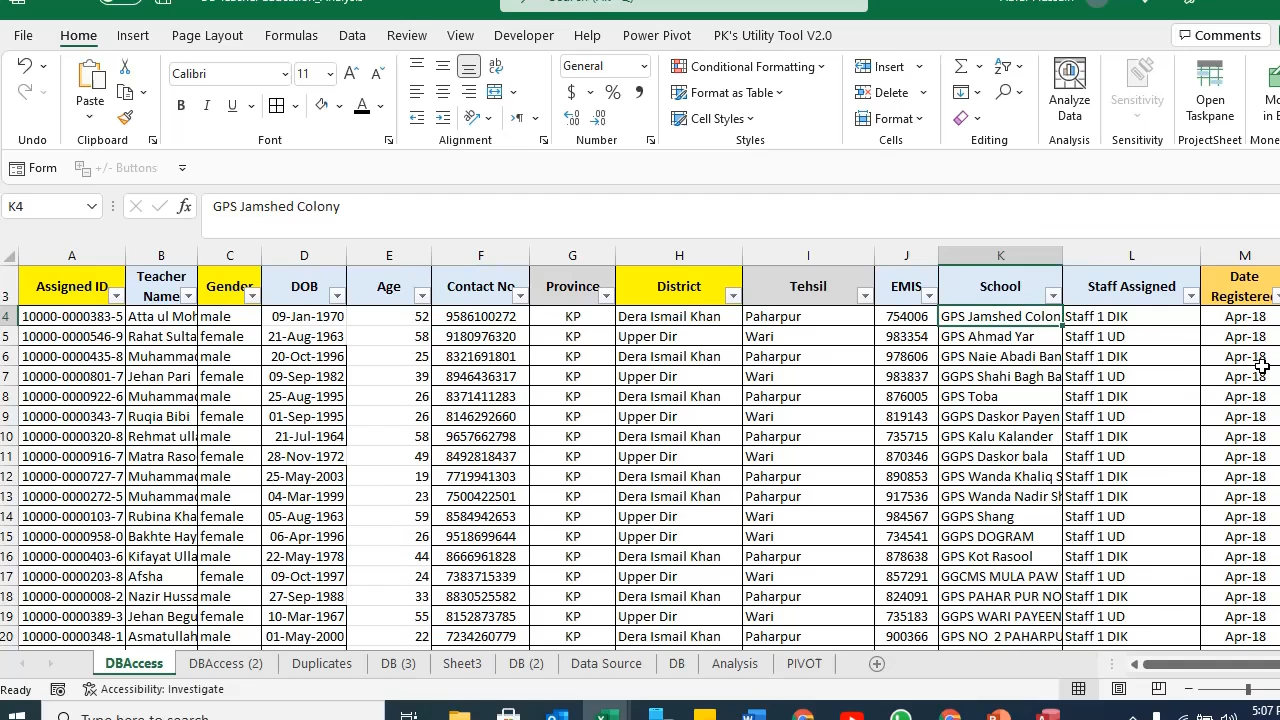 File Home Insert Page Layout Formulas Data Review View Developer Help Power Pivot PK's Utility Tool V2.0 Comments
Calibri 11 General Conditional Formatting Insert
Paste Format as Table Delete Analyze Data Sensitivity Open Taskpane
Cell Styles Format
Undo Clipboard Font Alignment Number Styles Cells Editing Analysis Sensitivity ProjectSheet
Form +/- Buttons
K4 fx GPS Jamshed Colony
A B C D E F G H I J K L M
3 Assigned ID Teacher Name Gender DOB Age Contact No Province District Tehsil EMIS School Staff Assigned Date Registered
4 10000-0000383-5 Atta ul Moh male 09-Jan-1970 52 9586100272 KP Dera Ismail Khan Paharpur 754006 GPS Jamshed Colon Staff 1 DIK Apr-18
5 10000-0000546-9 Rahat Sulta female 21-Aug-1963 58 9180976320 KP Upper Dir Wari 983354 GPS Ahmad Yar Staff 1 UD Apr-18
6 10000-0000435-8 Muhammad male 20-Oct-1996 25 8321691801 KP Dera Ismail Khan Paharpur 978606 GPS Naie Abadi Ban Staff 1 DIK Apr-18
7 10000-0000801-7 Jehan Pari female 09-Sep-1982 39 8946436317 KP Upper Dir Wari 983837 GGPS Shahi Bagh Ba Staff 1 UD Apr-18
8 10000-0000922-6 Muhammad male 25-Aug-1995 26 8371411283 KP Dera Ismail Khan Paharpur 876005 GPS Toba Staff 1 DIK Apr-18
9 10000-0000343-7 Ruqia Bibi female 01-Sep-1995 26 8146292660 KP Upper Dir Wari 819143 GGPS Daskor Payen Staff 1 UD Apr-18
10 10000-0000320-8 Rehmat ull male 21-Jul-1964 58 9657662798 KP Dera Ismail Khan Paharpur 735715 GPS Kalu Kalander Staff 1 DIK Apr-18
11 10000-0000916-7 Matra Raso female 28-Nov-1972 49 8492818437 KP Upper Dir Wari 870346 GGPS Daskor bala Staff 1 UD Apr-18
12 10000-0000727-7 Muhammad male 25-May-2003 19 7719941303 KP Dera Ismail Khan Paharpur 890853 GPS Wanda Khaliq S Staff 1 DIK Apr-18
13 10000-0000272-5 Muhammad male 04-Mar-1999 23 7500422501 KP Dera Ismail Khan Paharpur 917536 GPS Wanda Nadir Sh Staff 1 DIK Apr-18
14 10000-0000103-7 Rubina Kha female 05-Aug-1963 59 8584942653 KP Upper Dir Wari 984567 GGPS Shang Staff 1 UD Apr-18
15 10000-0000958-0 Bakhte Hay female 06-Apr-1996 26 9518699644 KP Upper Dir Wari 734541 GGPS DOGRAM Staff 1 UD Apr-18
16 10000-0000403-6 Kifayat Ulla male 22-May-1978 44 8666961828 KP Dera Ismail Khan Paharpur 878638 GPS Kot Rasool Staff 1 DIK Apr-18
17 10000-0000203-8 Afsha female 09-Oct-1997 24 7383715339 KP Upper Dir Wari 857291 GGCMS MULA PAW Staff 1 UD Apr-18
18 10000-0000008-2 Nazir Hussa male 27-Sep-1988 33 8830525582 KP Dera Ismail Khan Paharpur 824091 GPS PAHAR PUR NO Staff 1 DIK Apr-18
19 10000-0000389-3 Jehan Begu female 10-Mar-1967 55 8152873785 KP Upper Dir Wari 735183 GGPS WARI PAYEEN Staff 1 UD Apr-18
20 10000-0000348-1 Asmatullah male 01-May-2000 22 7234260779 KP Dera Ismail Khan Paharpur 900366 GPS NO 2 PAHARPU Staff 1 DIK Apr-18
DBAccess DBAccess (2) Duplicates DB (3) Sheet3 DB (2) Data Source DB Analysis PIVOT
Ready Accessibility: Investigate
Type here to search 5:07